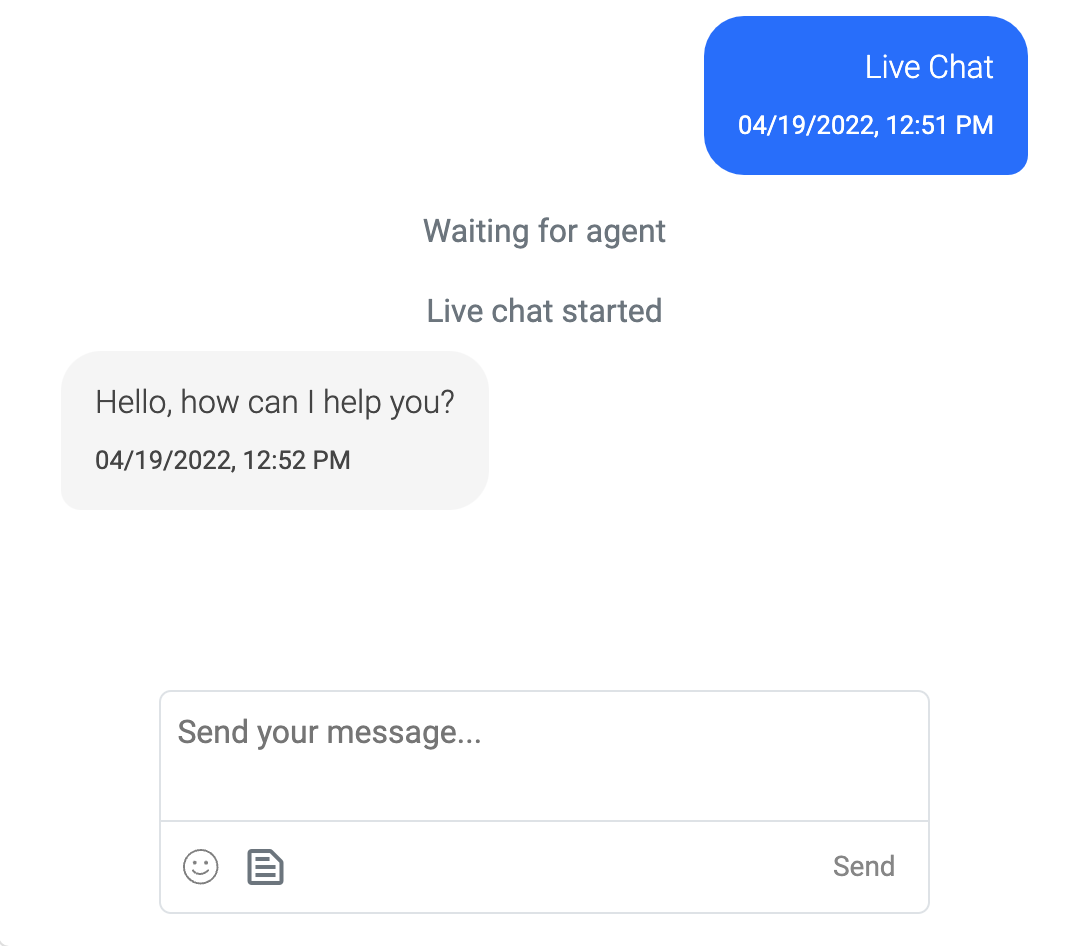 Live Chat
04/19/2022, 12:51 PM
Waiting for agent
Live chat started
Hello, how can I help you?
04/19/2022, 12:52 PM
Send your message...
Send